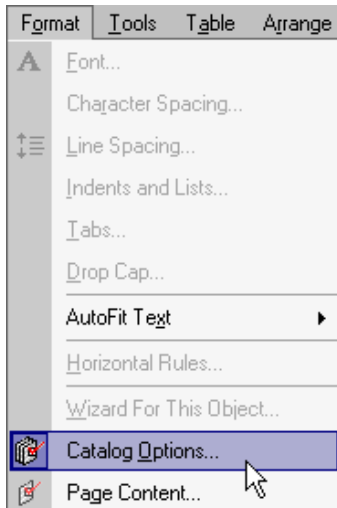 Format Tools Table Arrange
Font...
Character Spacing...
Line Spacing...
Indents and Lists...
Tabs...
Drop Cap...
AutoFit Text
Horizontal Rules...
Wizard For This Object...
Catalog Options...
Page Content...